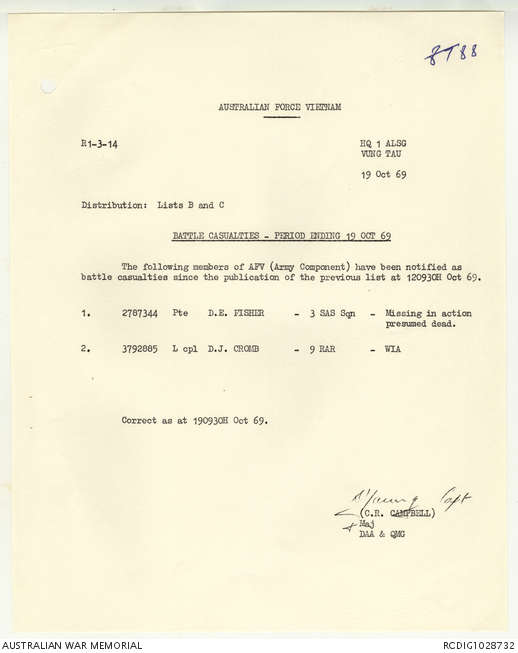 8T88
AUSTRALIAN FORCE VIETNAM
R1-3-14 HQ 1 ALSG
VUNG TAU
19 Oct 69
Distribution: Lists B and C
BATTLE CASUALTIES - PERIOD ENDING 19 OCT 69
The following members of AFV (Army Component) have been notified as
battle casualties since the publication of the previous list at 120930H Oct 69.
1. 2787344 Pte D.E. FISHER - 3 SAS Sqn - Missing in action
presumed dead.
2. 3792885 L cpl D.J. CROMB - 9 RAR - WIA
Correct as at 190930H Oct 69.
Capt
(C.R. CAMPBELL)
Maj
DAA & QMG
AUSTRALIAN WAR MEMORIAL RCDIG1028732